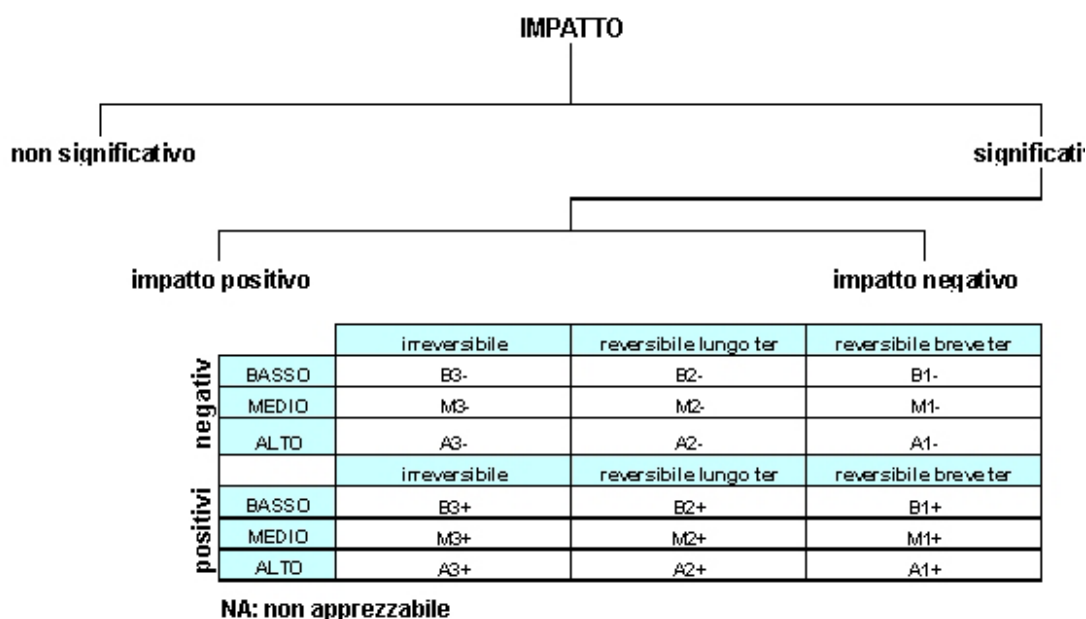 IMPATTO
non significativo significativ
impatto positivo impatto negativo
irreversibile reversibile lungo ter reversibile breve ter
negativ
BASSO B3- B2- B1-
MEDIO M3- M2- M1-
ALTO A3- A2- A1-
irreversibile reversibile lungo ter reversibile breve ter
positivi
BASSO B3+ B2+ B1+
MEDIO M3+ M2+ M1+
ALTO A3+ A2+ A1+
NA: non apprezzabile